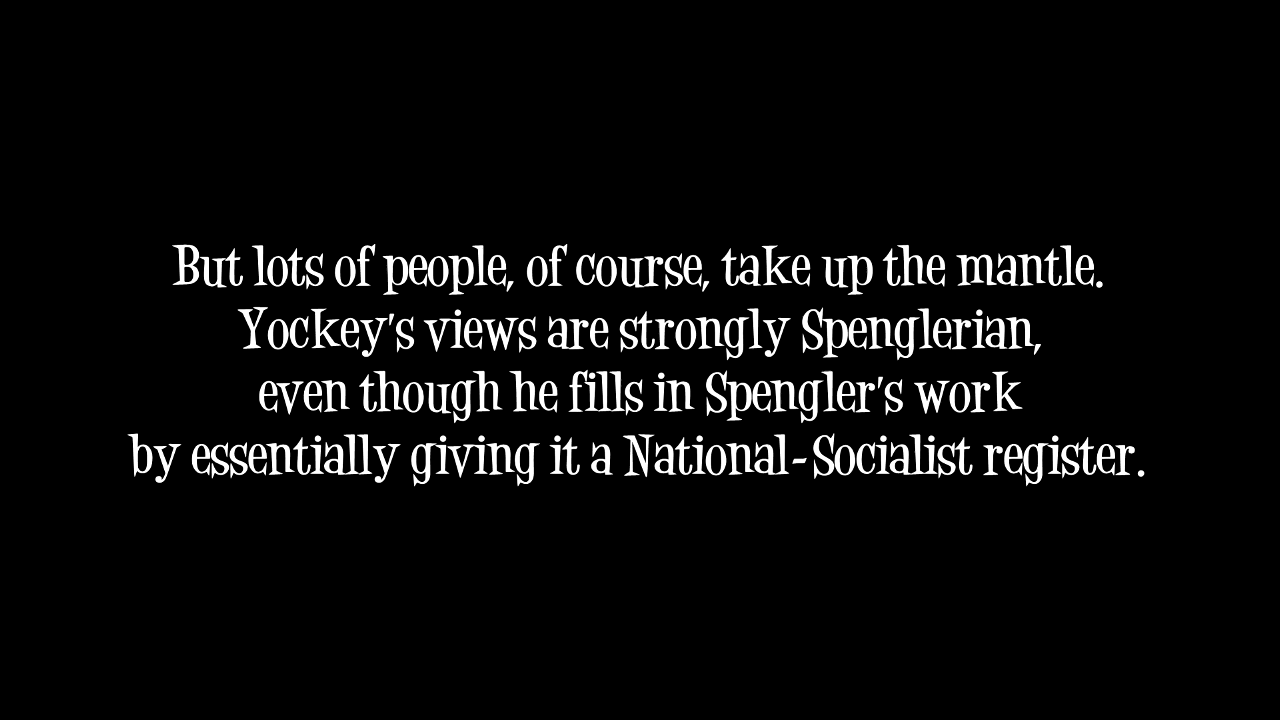 But lots of people, of course, take up the mantle.
Yockey's views are strongly Spenglerian,
even though he fills in Spengler's work
by essentially giving it a National-Socialist register.